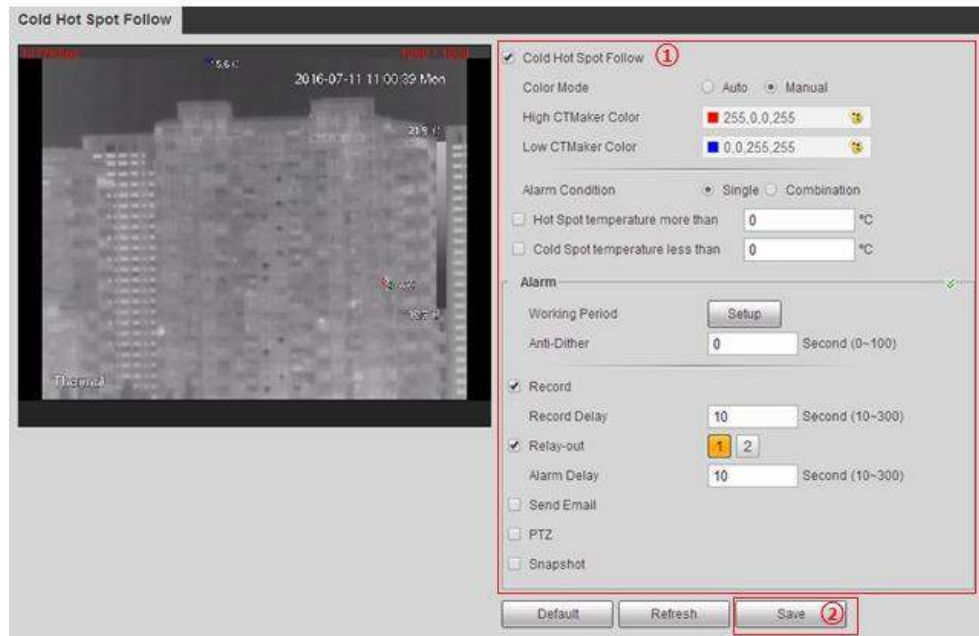 Cold Hot Spot Follow
2016-07-11 11:00:39 Mon
Thermal
Cold Hot Spot Follow ①
Color Mode Auto Manual
High CTMaker Color 255,0,0,255
Low CTMaker Color 0,0,255,255
Alarm Condition Single Combination
Hot Spot temperature more than 0 °C
Cold Spot temperature less than 0 °C
Alarm
Working Period Setup
Anti-Dither 0 Second (0~100)
Record
Record Delay 10 Second (10~300)
Relay-out 1 2
Alarm Delay 10 Second (10~300)
Send Email
PTZ
Snapshot
Default Refresh Save ②